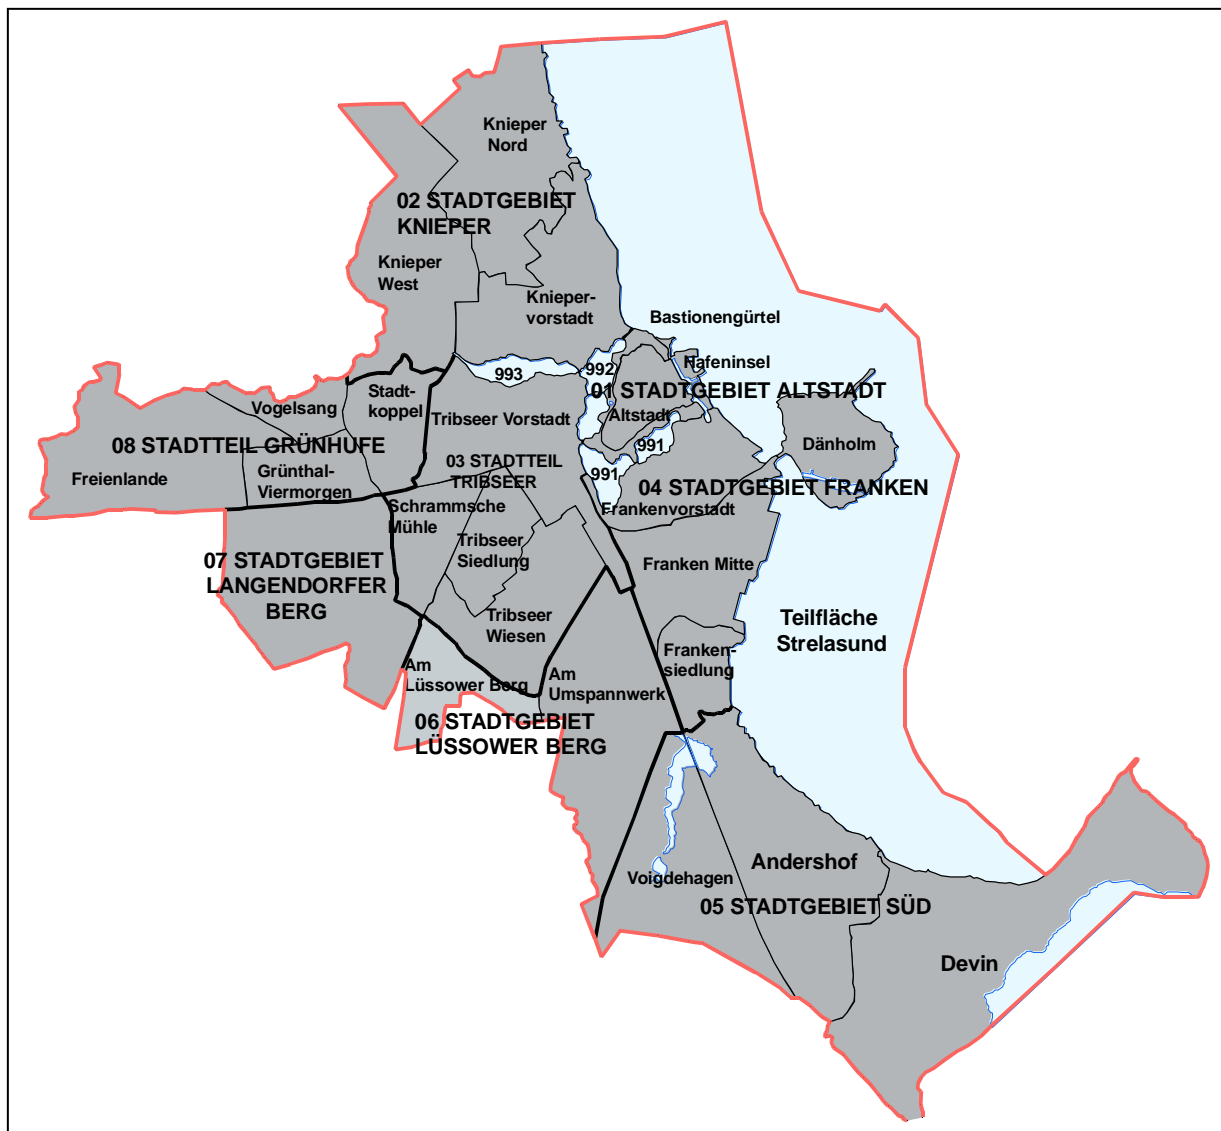 Knieper
Nord
02 STADTGEBIET
KNIEPER
Knieper
West
Knieper-
vorstadt
Bastionengürtel
Hafeninsel
992
993
01 STADTGEBIET ALTSTADT
Altstadt
Stadt-
koppel
Vogelsang
Tribseer Vorstadt
08 STADTTEIL GRÜNHUFE
Freienlande
Grünthal-
Viermorgen
03 STADTTEIL
TRIBSEER
991
991
Dänholm
04 STADTGEBIET FRANKEN
Frankenvorstadt
Schrammsche
Mühle
Tribseer
Siedlung
Franken Mitte
07 STADTGEBIET
LANGENDORFER
BERG
Tribseer
Wiesen
Teilfläche
Strelasund
Franken-
siedlung
Am
Lüssower Berg
Am
Umspannwerk
06 STADTGEBIET
LÜSSOWER BERG
Andershof
Voigdehagen
05 STADTGEBIET SÜD
Devin